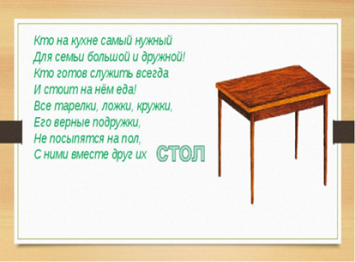 Кто на кухне самый нужный
Для семьи большой и дружной!
Кто готов служить всегда
И стоит на нём еда!
Все тарелки, ложки, кружки,
Его верные подружки,
Не посыпятся на пол,
С ними вместе друг их СТОЛ